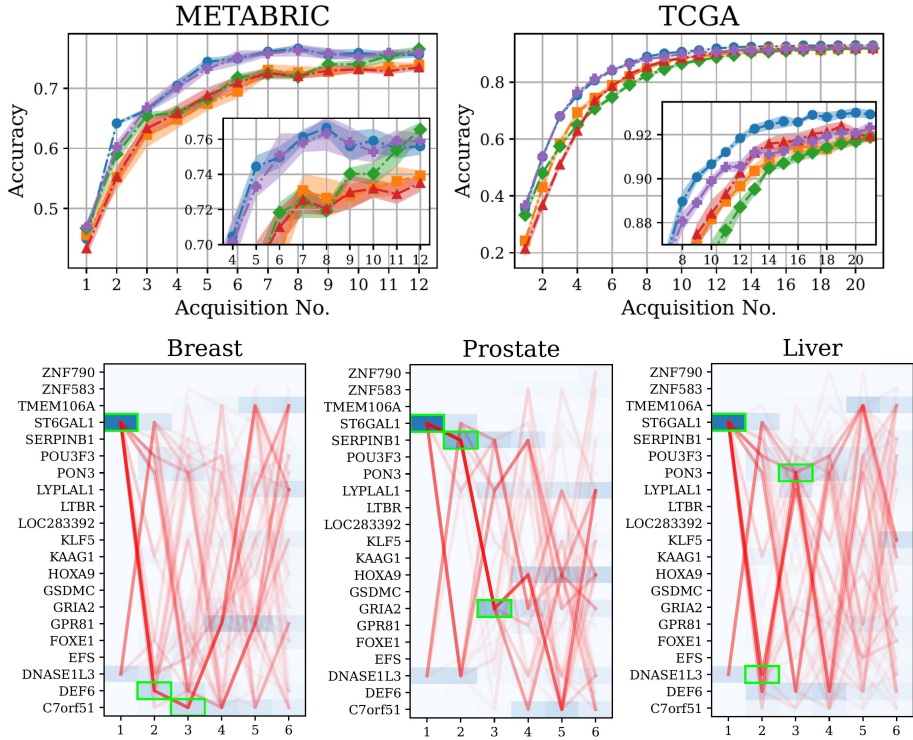 METABRIC
TCGA
Accuracy
0.7
0.6
0.5
0.76
0.74
0.72
0.70
4 5 6 7 8 9 10 11 12
1 2 3 4 5 6 7 8 9 10 11 12
Acquisition No.
Accuracy
0.8
0.6
0.4
0.2
0.92
0.90
0.88
8 10 12 14 16 18 20
2 4 6 8 10 12 14 16 18 20
Acquisition No.
Breast
ZNF790
ZNF583
TMEM106A
ST6GAL1
SERPINB1
POU3F3
PON3
LYPLAL1
LTBR
LOC283392
KLF5
KAAG1
HOXA9
GSDMC
GRIA2
GPR81
FOXE1
EFS
DNASE1L3
DEF6
C7orf51
1 2 3 4 5 6
Prostate
ZNF790
ZNF583
TMEM106A
ST6GAL1
SERPINB1
POU3F3
PON3
LYPLAL1
LTBR
LOC283392
KLF5
KAAG1
HOXA9
GSDMC
GRIA2
GPR81
FOXE1
EFS
DNASE1L3
DEF6
C7orf51
1 2 3 4 5 6
Liver
ZNF790
ZNF583
TMEM106A
ST6GAL1
SERPINB1
POU3F3
PON3
LYPLAL1
LTBR
LOC283392
KLF5
KAAG1
HOXA9
GSDMC
GRIA2
GPR81
FOXE1
EFS
DNASE1L3
DEF6
C7orf51
1 2 3 4 5 6